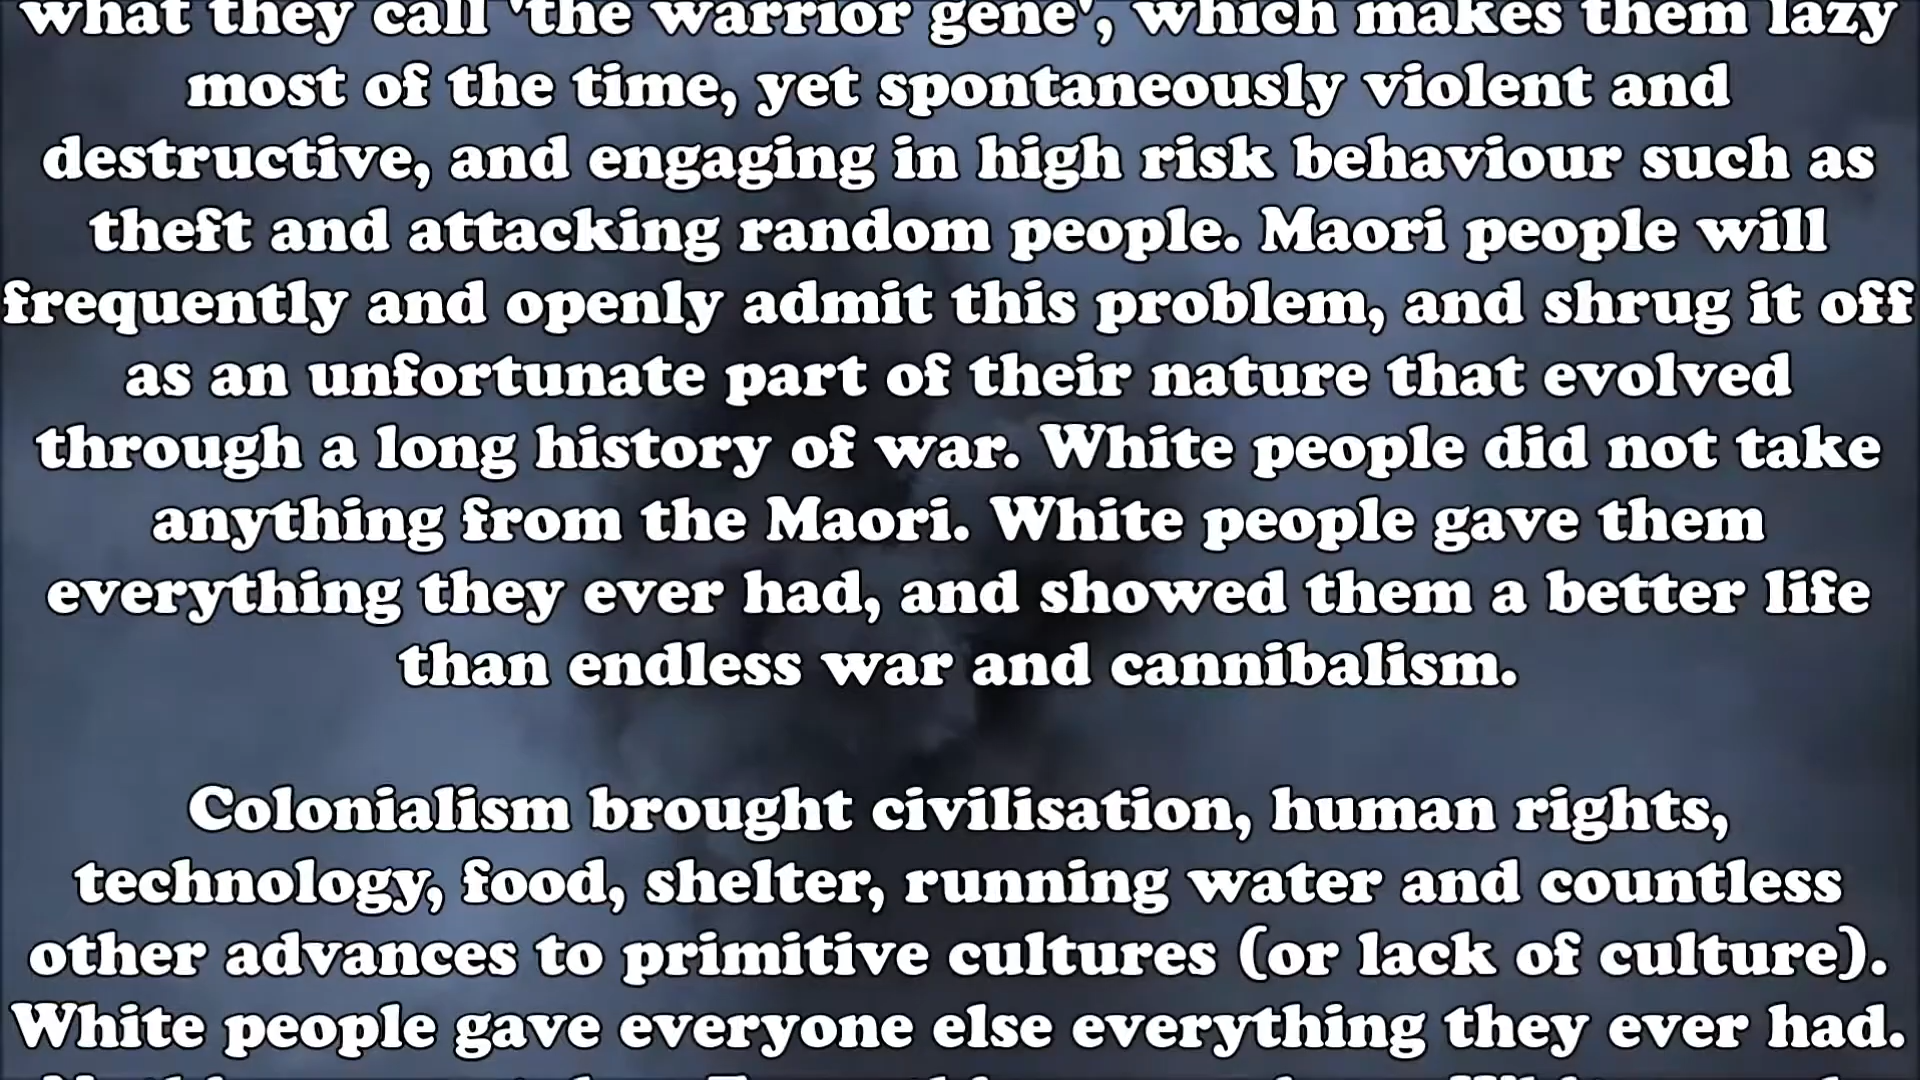 what they call 'the warrior gene', which makes them lazy
most of the time, yet spontaneously violent and
destructive, and engaging in high risk behaviour such as
theft and attacking random people. Maori people will
frequently and openly admit this problem, and shrug it off
as an unfortunate part of their nature that evolved
through a long history of war. White people did not take
anything from the Maori. White people gave them
everything they ever had, and showed them a better life
than endless war and cannibalism.
Colonialism brought civilisation, human rights,
technology, food, shelter, running water and countless
other advances to primitive cultures (or lack of culture).
White people gave everyone else everything they ever had.